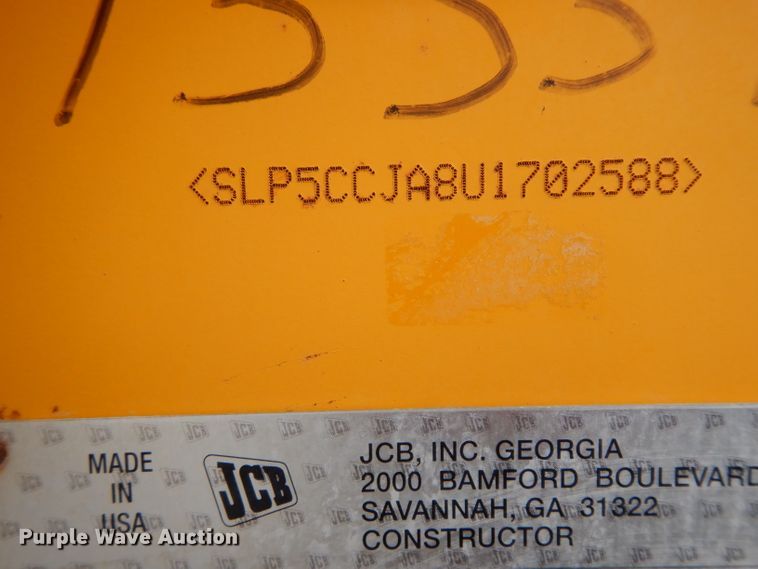 <SLP5CCJA8U1702588>
MADE
IN
USA
JCB
JCB, INC. GEORGIA
2000 BAMFORD BOULEVARD
SAVANNAH, GA 31322
CONSTRUCTOR
Purple Wave Auction